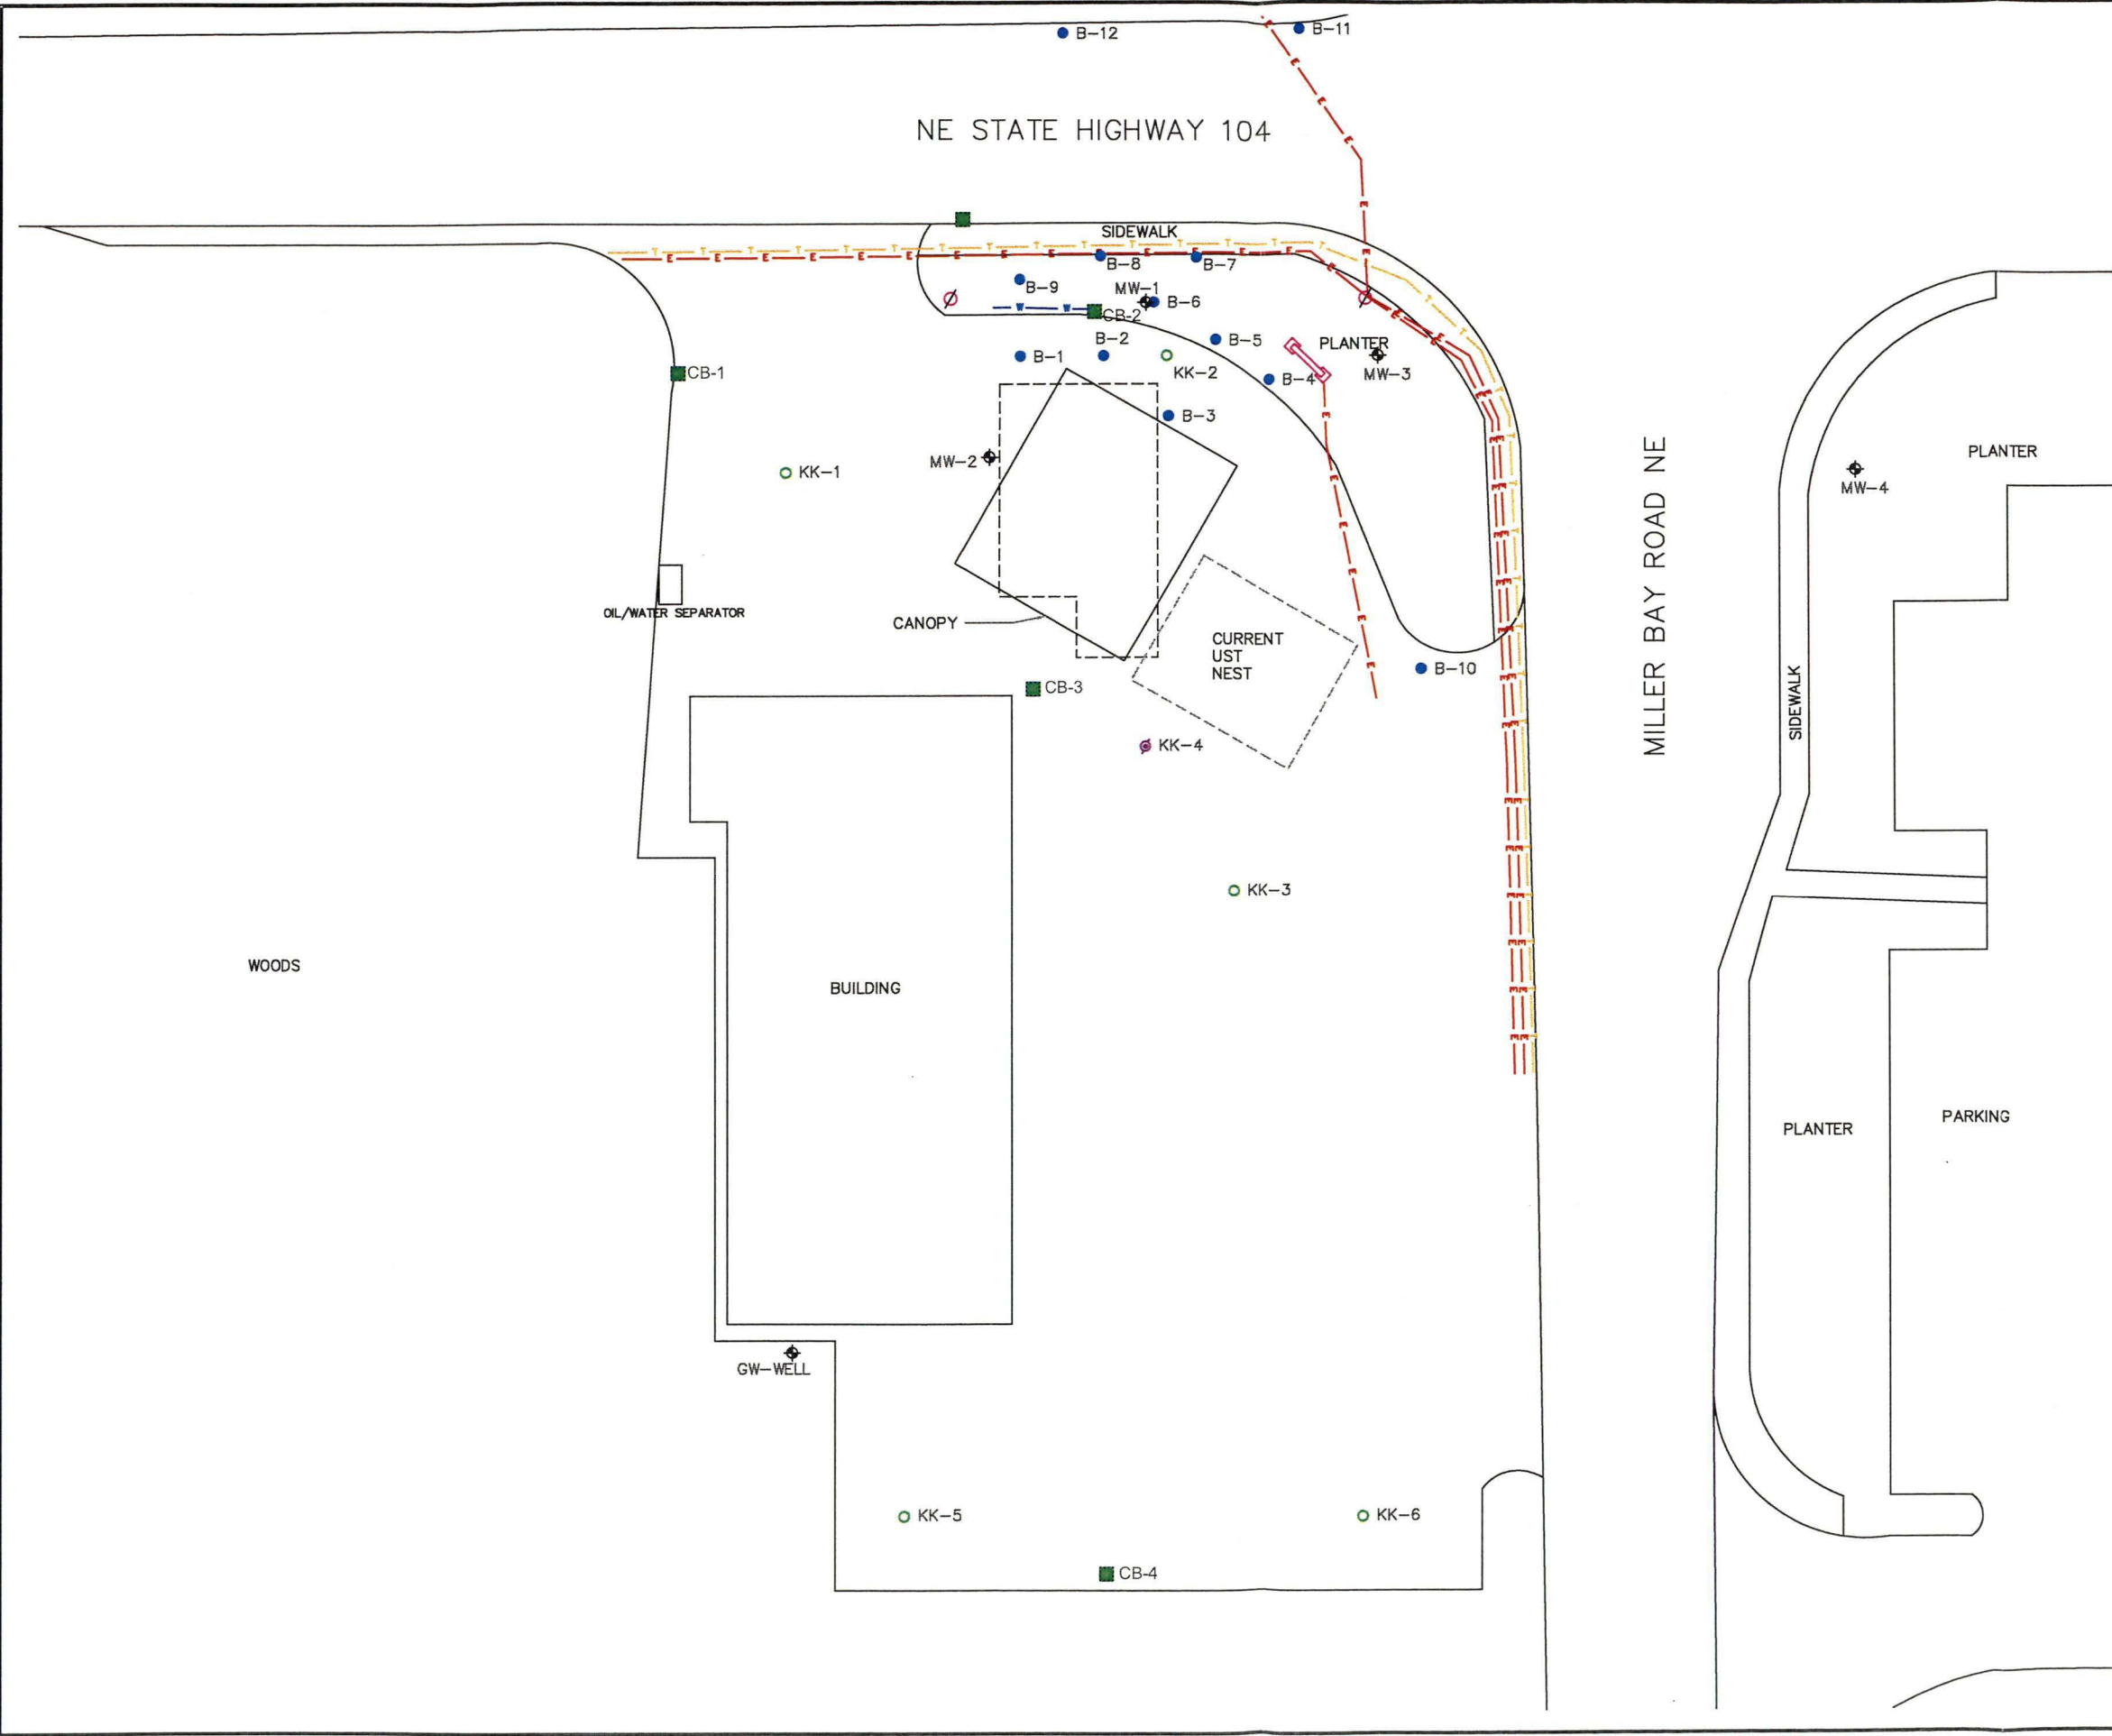 B-12
B-11
NE STATE HIGHWAY 104
SIDEWALK
B-8
B-7
B-9
MW-1
B-6
CB-2
B-2
B-5
PLANTER
B-1
KK-2
B-4
MW-3
CB-1
B-3
MW-2
KK-1
PLANTER
MW-4
MILLER BAY ROAD NE
OIL/WATER SEPARATOR
CANOPY
CURRENT
UST
NEST
B-10
CB-3
SIDEWALK
KK-4
KK-3
WOODS
BUILDING
PARKING
PLANTER
GW-WELL
KK-5
KK-6
CB-4